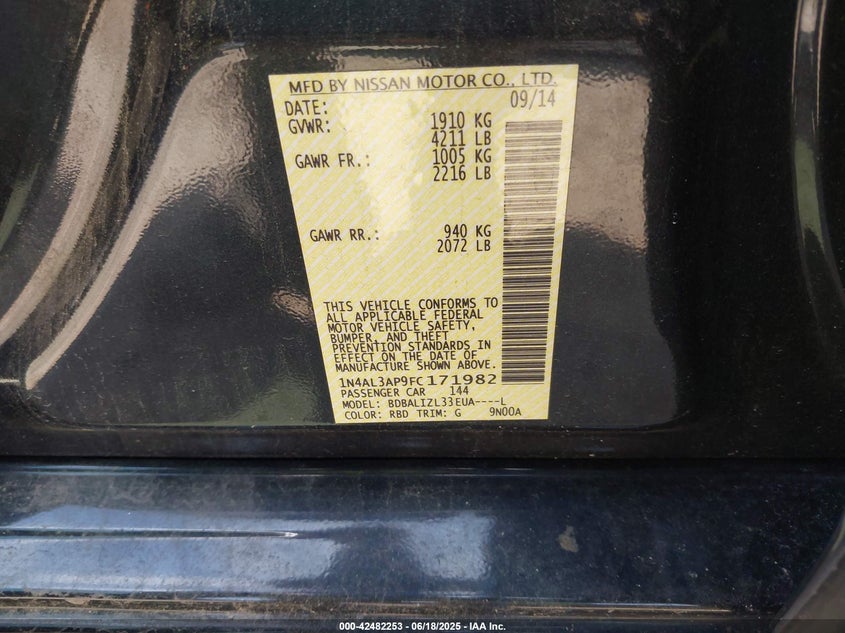 MFD BY NISSAN MOTOR CO., LTD.
DATE: 09/14
GVWR: 1910 KG
4211 LB
GAWR FR.: 1005 KG
2216 LB
GAWR RR.: 940 KG
2072 LB
THIS VEHICLE CONFORMS TO
ALL APPLICABLE FEDERAL
MOTOR VEHICLE SAFETY,
BUMPER, AND THEFT
PREVENTION STANDARDS IN
EFFECT ON THE DATE OF
MANUFACTURE SHOWN ABOVE.
1N4AL3AP9FC171982
PASSENGER CAR 144
MODEL: BDBALIZL33EUA----L
COLOR: RBD TRIM: G 9N00A
000-42482253 - 06/18/2025 - IAA Inc.